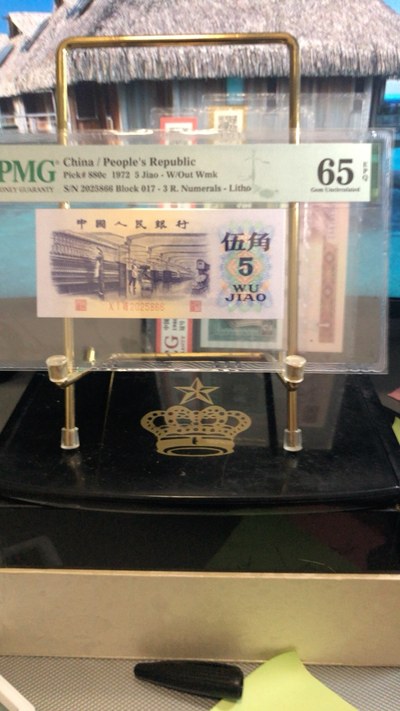 PMG
China / People's Republic
Pick# 880c 1972 5 Jiao - W/Out Wmk
S/N 2025866 Block 017 - 3 R. Numerals - Litho
65 EPQ
Gem Uncirculated
中国人民银行
伍角
5
WU
JIAO
2025866